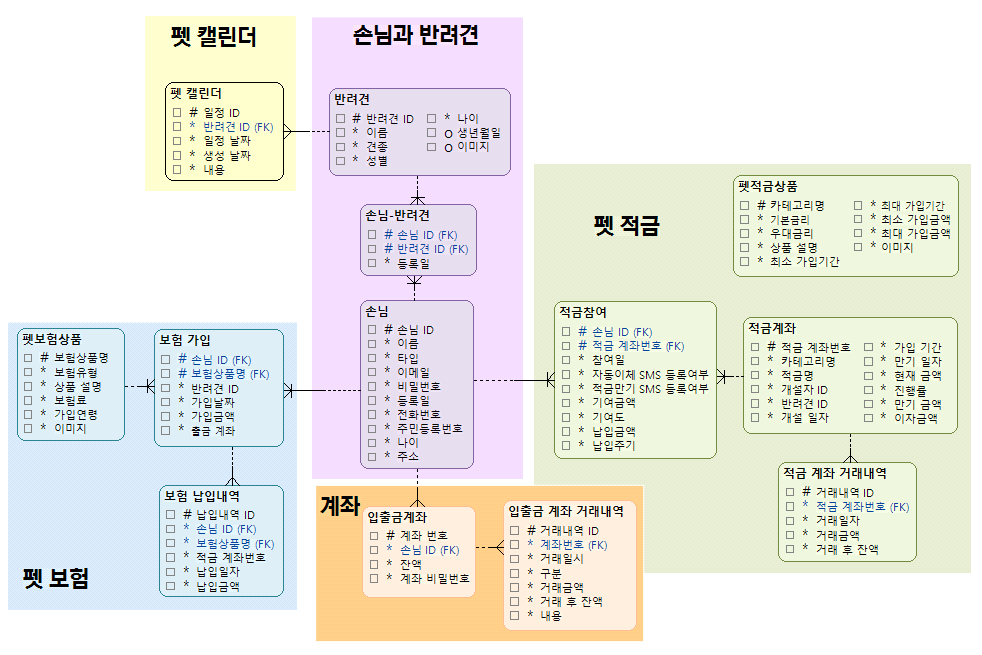 펫 캘린더
펫 캘린더
# 일정 ID
* 반려견 ID (FK)
* 일정 날짜
* 생성 날짜
* 내용
손님과 반려견
반려견
# 반려견 ID
* 이름
* 견종
* 성별
* 나이
o 생년월일
o 이미지
손님-반려견
# 손님 ID (FK)
# 반려견 ID (FK)
* 등록일
손님
# 손님 ID
* 이름
* 타입
* 이메일
* 비밀번호
* 등록일
* 전화번호
* 주민등록번호
* 나이
* 주소
펫 적금
펫적금상품
# 카테고리명
* 기본금리
* 우대금리
* 상품 설명
* 최소 가입기간
* 최대 가입기간
* 최소 가입금액
* 최대 가입금액
* 이미지
적금참여
# 손님 ID (FK)
# 적금 계좌번호 (FK)
* 참여일
* 자동이체 SMS 등록여부
* 적금만기 SMS 등록여부
* 기여금액
* 기여도
* 납입금액
* 납입주기
적금계좌
# 적금 계좌번호
* 카테고리명
* 적금명
* 개설자 ID
* 반려견 ID
* 개설 일자
* 가입 기간
* 만기 일자
* 현재 금액
* 진행률
* 만기 금액
* 이자금액
적금 계좌 거래내역
# 거래내역 ID
* 적금 계좌번호 (FK)
* 거래일자
* 거래금액
* 거래 후 잔액
펫보험상품
# 보험상품명
* 보험유형
* 상품 설명
* 보험료
* 가입연령
* 이미지
보험 가입
# 손님 ID (FK)
# 보험상품명 (FK)
* 반려견 ID
* 가입날짜
* 가입금액
* 출금 계좌
보험 납입내역
# 납입내역 ID
* 손님 ID (FK)
* 보험상품명 (FK)
* 적금 계좌번호
* 납입일자
* 납입금액
펫 보험
계좌
입출금계좌
# 계좌 번호
* 손님 ID (FK)
* 잔액
* 계좌 비밀번호
입출금 계좌 거래내역
# 거래내역 ID
* 계좌번호 (FK)
* 거래일시
* 구분
* 거래금액
* 거래 후 잔액
* 내용